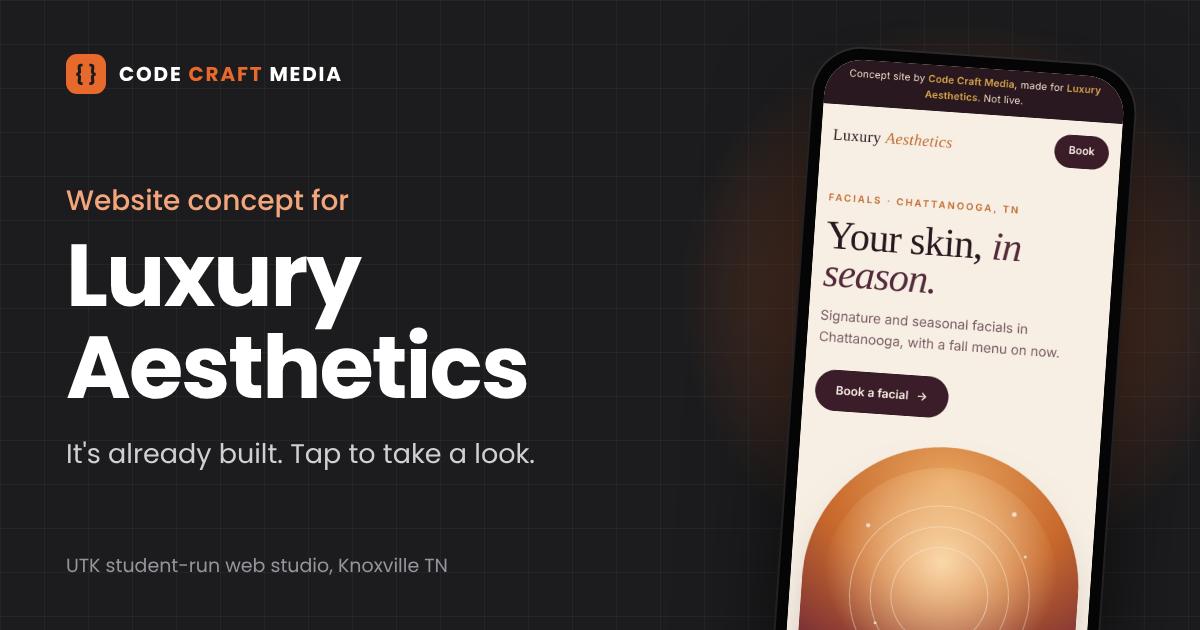 { } CODE CRAFT MEDIA
Website concept for
Luxury
Aesthetics
It's already built. Tap to take a look.
UTK student-run web studio, Knoxville TN
Concept site by Code Craft Media, made for Luxury
Aesthetics. Not live.
Luxury Aesthetics
Book
FACIALS · CHATTANOOGA, TN
Your skin, in
season.
Signature and seasonal facials in
Chattanooga, with a fall menu on now.
Book a facial →